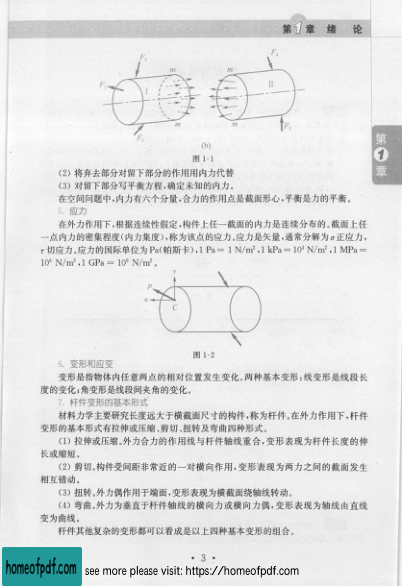 第1章 绪 论
F₁
F₂
F₃
F₄
F₅
m
m
m
m
Ⅰ
Ⅱ
(b)
图 1-1
第
1
章
(2) 将弃去部分对留下部分的作用用内力代替
(3) 对留下部分写平衡方程,确定未知的内力。
在空间问题中,内力有六个分量,合力的作用点是截面形心,平衡是力的平衡。
5. 应力
在外力作用下,根据连续性假定,构件上任一截面的内力是连续分布的。截面上任
一点内力的密集程度(内力集度),称为该点的应力。应力是矢量,通常分解为σ正应力,
τ切应力。应力的国际单位为Pa(帕斯卡),1 Pa = 1 N/m²,1 kPa = 10³ N/m²,1 MPa =
10⁶ N/m²,1 GPa = 10⁹ N/m²。
τ
p
σ
C
图 1-2
6. 变形和应变
变形是指物体内任意两点的相对位置发生变化。两种基本变形:线变形是线段长
度的变化;角变形是线段间夹角的变化。
7. 杆件变形的基本形式
材料力学主要研究长度远大于横截面尺寸的构件,称为杆件。在外力作用下,杆件
变形的基本形式有拉伸或压缩、剪切、扭转及弯曲四种形式。
(1) 拉伸或压缩。外力合力的作用线与杆件轴线重合,变形表现为杆件长度的伸
长或缩短。
(2) 剪切。构件受间距非常近的一对横向作用,变形表现为两力之间的截面发生
相互错动。
(3) 扭转。外力偶作用于端面,变形表现为横截面绕轴线转动。
(4) 弯曲。外力为垂直于杆件轴线的横向力或横向力偶,变形表现为轴线由直线
变为曲线。
杆件其他复杂的变形都可以看成是以上四种基本变形的组合。
• 3 •
homeofpdf.com
see more please visit: https://homeofpdf.com